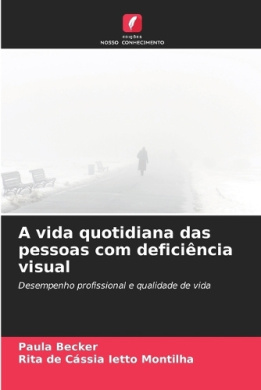 edições
NOSSO CONHECIMENTO
A vida quotidiana das
pessoas com deficiência
visual
Desempenho profissional e qualidade de vida
Paula Becker
Rita de Cássia Ietto Montilha